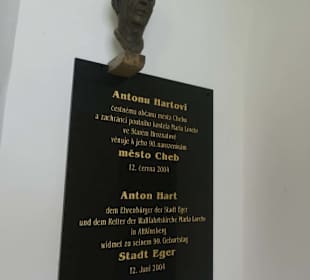 Antonu Hartovi
čestnému občanu města Chebu
a zachránci poutního kostela Maria Loreto
ve Starém Hrozňatově
věnuje k jeho 90. narozeninám
město Cheb
12. června 2004
Anton Hart
dem Ehrenbürger der Stadt Eger
und dem Retter der Wallfahrtskirche Maria Loreto
in Altkinsberg
widmet zu seinem 90. Geburtstag
Stadt Eger
12. Juni 2004